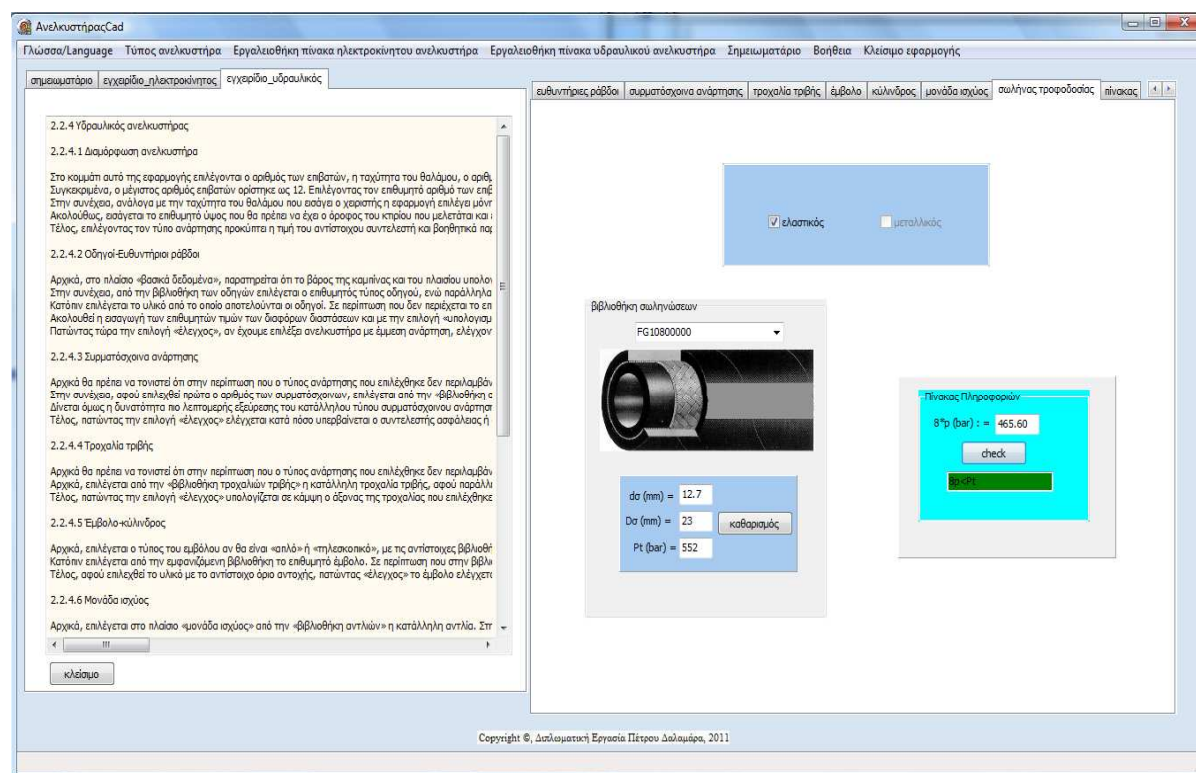 ΑνελκυστήραςCad
Γλώσσα/Language Τύπος ανελκυστήρα Εργαλειοθήκη πίνακα ηλεκτροκίνητου ανελκυστήρα Εργαλειοθήκη πίνακα υδραυλικού ανελκυστήρα Σημειωματάριο Βοήθεια Κλείσιμο εφαρμογής
σημειωματάριο εγχειρίδιο_ηλεκτροκίνητος εγχειρίδιο_υδραυλικός
2.2.4 Υδραυλικός ανελκυστήρας
2.2.4.1 Διαμόρφωση ανελκυστήρα
Στο κομμάτι αυτό της εφαρμογής επιλέγονται ο αριθμός των επιβατών, η ταχύτητα του θαλάμου, ο αριθμ
Συγκεκριμένα, ο μέγιστος αριθμός επιβατών ορίστηκε ως 12. Επιλέγοντας τον επιθυμητό αριθμό των επιβ
Στην συνέχεια, ανάλογα με την ταχύτητα του θαλάμου που εισάγει ο χειριστής η εφαρμογή επιλέγει μόνη
Ακολούθως, εισάγεται το επιθυμητό ύψος που θα πρέπει να έχει ο όροφος του κτιρίου που μελετάται και
Τέλος, επιλέγοντας τον τύπο ανάρτησης προκύπτει η τιμή του αντίστοιχου συντελεστή και βοηθητικά πα
2.2.4.2 Οδηγοί-Ευθυντήριοι ράβδοι
Αρχικά, στο πλαίσιο «βασικά δεδομένα», παρατηρείται ότι το βάρος της καμπίνας και του πλαισίου υπολο
Στην συνέχεια, από την βιβλιοθήκη των οδηγών επιλέγεται ο επιθυμητός τύπος οδηγού, ενώ παράλληλα
Κατόπιν επιλέγεται το υλικό από το οποίο αποτελούνται οι οδηγοί. Σε περίπτωση που δεν περιέχεται το επ
Ακολουθεί η εισαγωγή των επιθυμητών τιμών των διαφόρων διαστάσεων και με την επιλογή «υπολογισμ
Πατώντας τώρα την επιλογή «έλεγχος», αν έχουμε επιλέξει ανελκυστήρα με έμμεση ανάρτηση, ελέγχον
2.2.4.3 Συρματόσχοινα ανάρτησης
Αρχικά θα πρέπει να τονιστεί ότι στην περίπτωση που ο τύπος ανάρτησης που επιλέχθηκε δεν περιλαμβάν
Στην συνέχεια, αφού επιλεχθεί πρώτα ο αριθμός των συρματόσχοινων, επιλέγεται από την «βιβλιοθήκη σ
Δίνεται όμως η δυνατότητα πιο λεπτομερής εξεύρεσης του κατάλληλου τύπου συρματόσχοινου ανάρτησ
Τέλος, πατώντας την επιλογή «έλεγχος» ελέγχεται κατά πόσο υπερβαίνεται ο συντελεστής ασφάλειας ή
2.2.4.4 Τροχαλία τριβής
Αρχικά θα πρέπει να τονιστεί ότι στην περίπτωση που ο τύπος ανάρτησης που επιλέχθηκε δεν περιλαμβάν
Αρχικά, επιλέγεται από την «βιβλιοθήκη τροχαλιών τριβής» η κατάλληλη τροχαλία τριβής, αφού παράλλ
Τέλος, πατώντας την επιλογή «έλεγχος» υπολογίζεται σε κάμψη ο άξονας της τροχαλίας που επιλέχθηκε
2.2.4.5 Έμβολο-κύλινδρος
Αρχικά, επιλέγεται ο τύπος του εμβόλου αν θα είναι «απλό» ή «τηλεσκοπικό», με τις αντίστοιχες βιβλιοθή
Κατόπιν επιλέγεται από την εμφανιζόμενη βιβλιοθήκη το επιθυμητό έμβολο. Σε περίπτωση που στην βιβλι
Τέλος, αφού επιλεχθεί το υλικό με το αντίστοιχο όριο αντοχής, πατώντας «έλεγχος» το έμβολο ελέγχετα
2.2.4.6 Μονάδα ισχύος
Αρχικά, επιλέγεται στο πλαίσιο «μονάδα ισχύος» από την «βιβλιοθήκη αντλιών» η κατάλληλη αντλία. Στη
κλείσιμο
ευθυντήριες ράβδοι συρματόσχοινα ανάρτησης τροχαλία τριβής έμβολο κύλινδρος μονάδα ισχύος σωλήνας τροφοδοσίας πίνακας
ελαστικός μεταλλικός
βιβλιοθήκη σωληνώσεων
FG10800000
dσ (mm) = 12.7
Dσ (mm) = 23 καθαρισμός
Pt (bar) = 552
Πίνακας Πληροφοριών
8*p (bar) : = 465.60
check
8p<Pt
Copyright ©, Διπλωματική Εργασία Πέτρου Δαλαμάρα, 2011